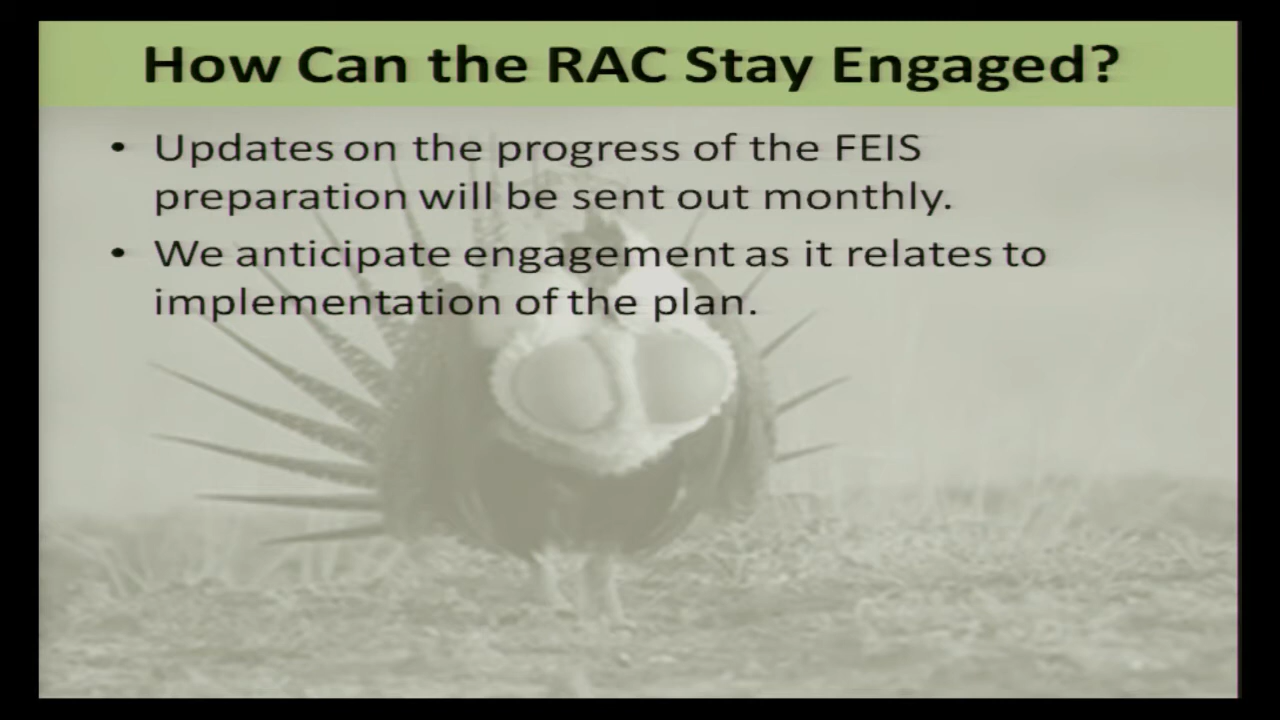 How Can the RAC Stay Engaged?
• Updates on the progress of the FEIS
preparation will be sent out monthly.
• We anticipate engagement as it relates to
implementation of the plan.